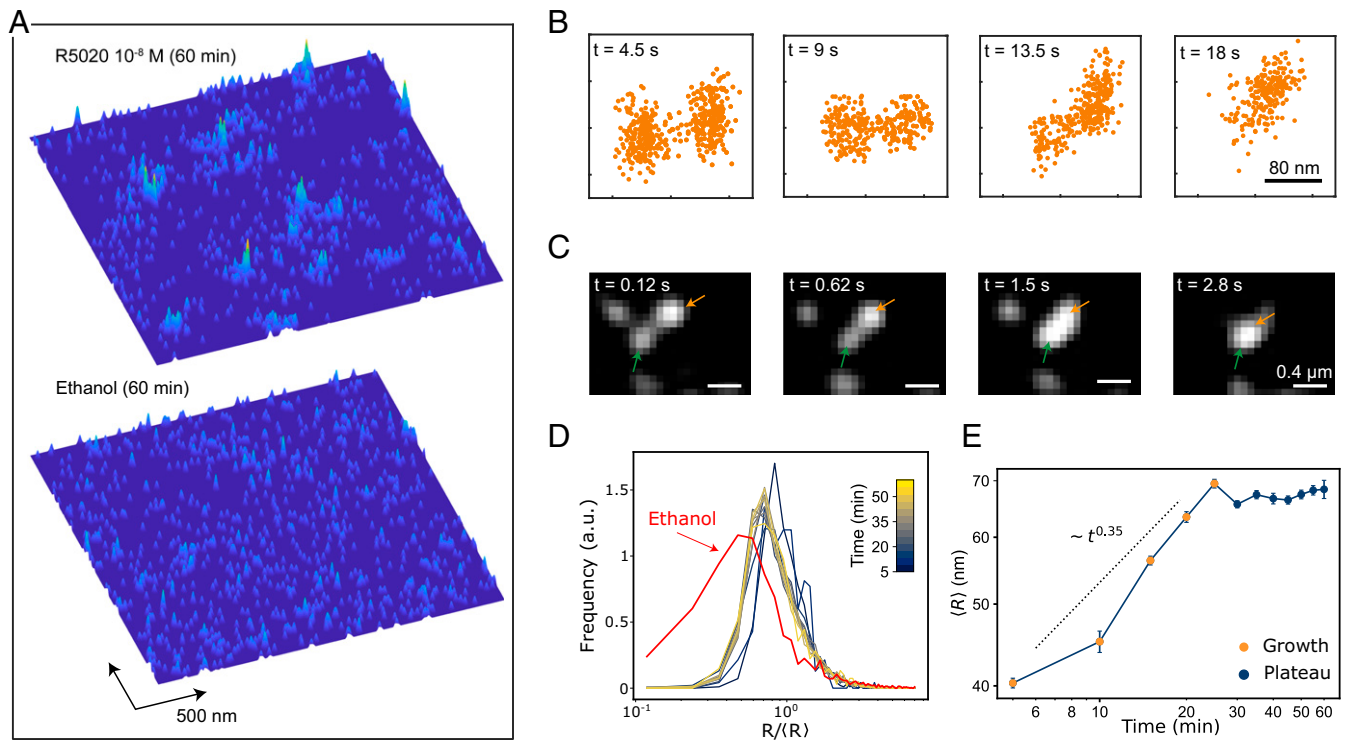 A
R5020 10⁻⁸ M (60 min)
Ethanol (60 min)
500 nm
B
t = 4.5 s
t = 9 s
t = 13.5 s
t = 18 s
80 nm
C
t = 0.12 s
t = 0.62 s
t = 1.5 s
t = 2.8 s
0.4 μm
D
Frequency (a.u.)
1.5
1
0.5
0
Ethanol
Time (min)
50
35
20
5
10⁻¹
10⁰
R/⟨R⟩
E
⟨R⟩ (nm)
70
60
50
40
~ t⁰·³⁵
Growth
Plateau
6
8
10
20
30
40
50
60
Time (min)